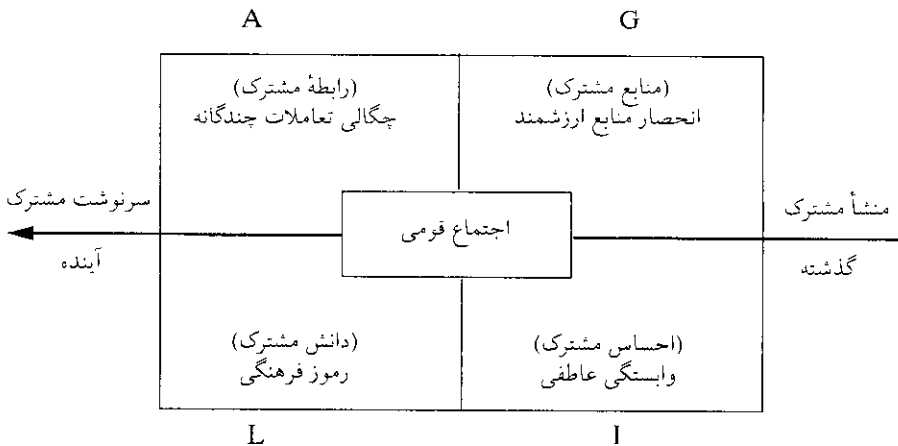 G
A
(منابع مشترک)
انحصار منابع ارزشمند
(رابطهٔ مشترک)
چگالی تعاملات چندگانه
منشأ مشترک
گذشته
اجتماع قومی
سرنوشت مشترک
آینده
(احساس مشترک)
وابستگی عاطفی
(دانش مشترک)
رموز فرهنگی
I
L